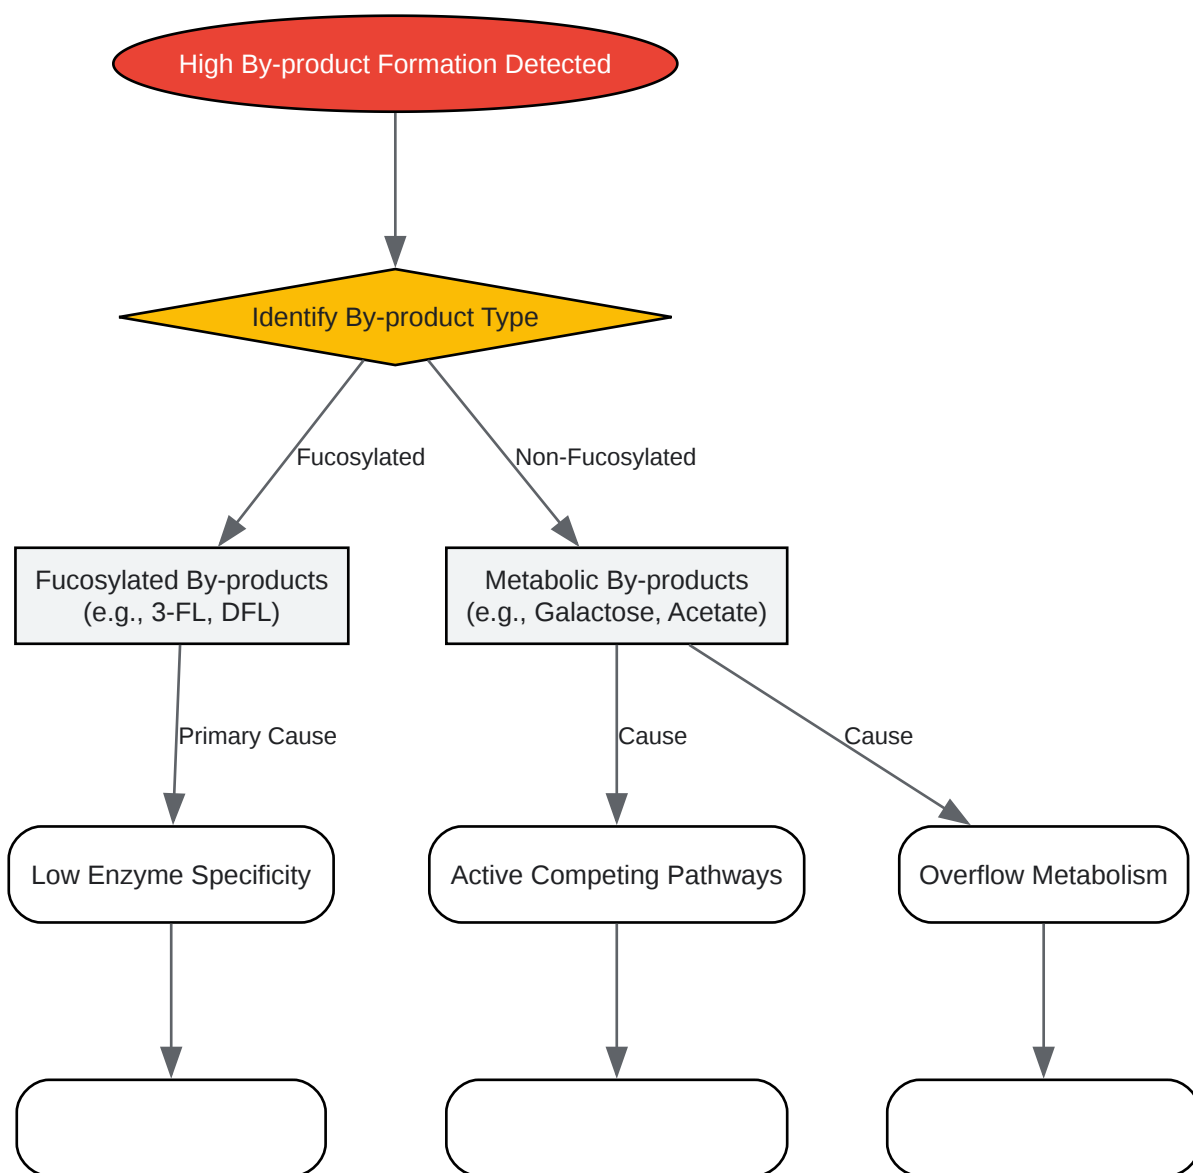 High By-product Formation Detected
Identify By-product Type
Fucosylated
Non-Fucosylated
Fucosylated By-products
(e.g., 3-FL, DFL)
Metabolic By-products
(e.g., Galactose, Acetate)
Primary Cause
Cause
Cause
Low Enzyme Specificity
Active Competing Pathways
Overflow Metabolism